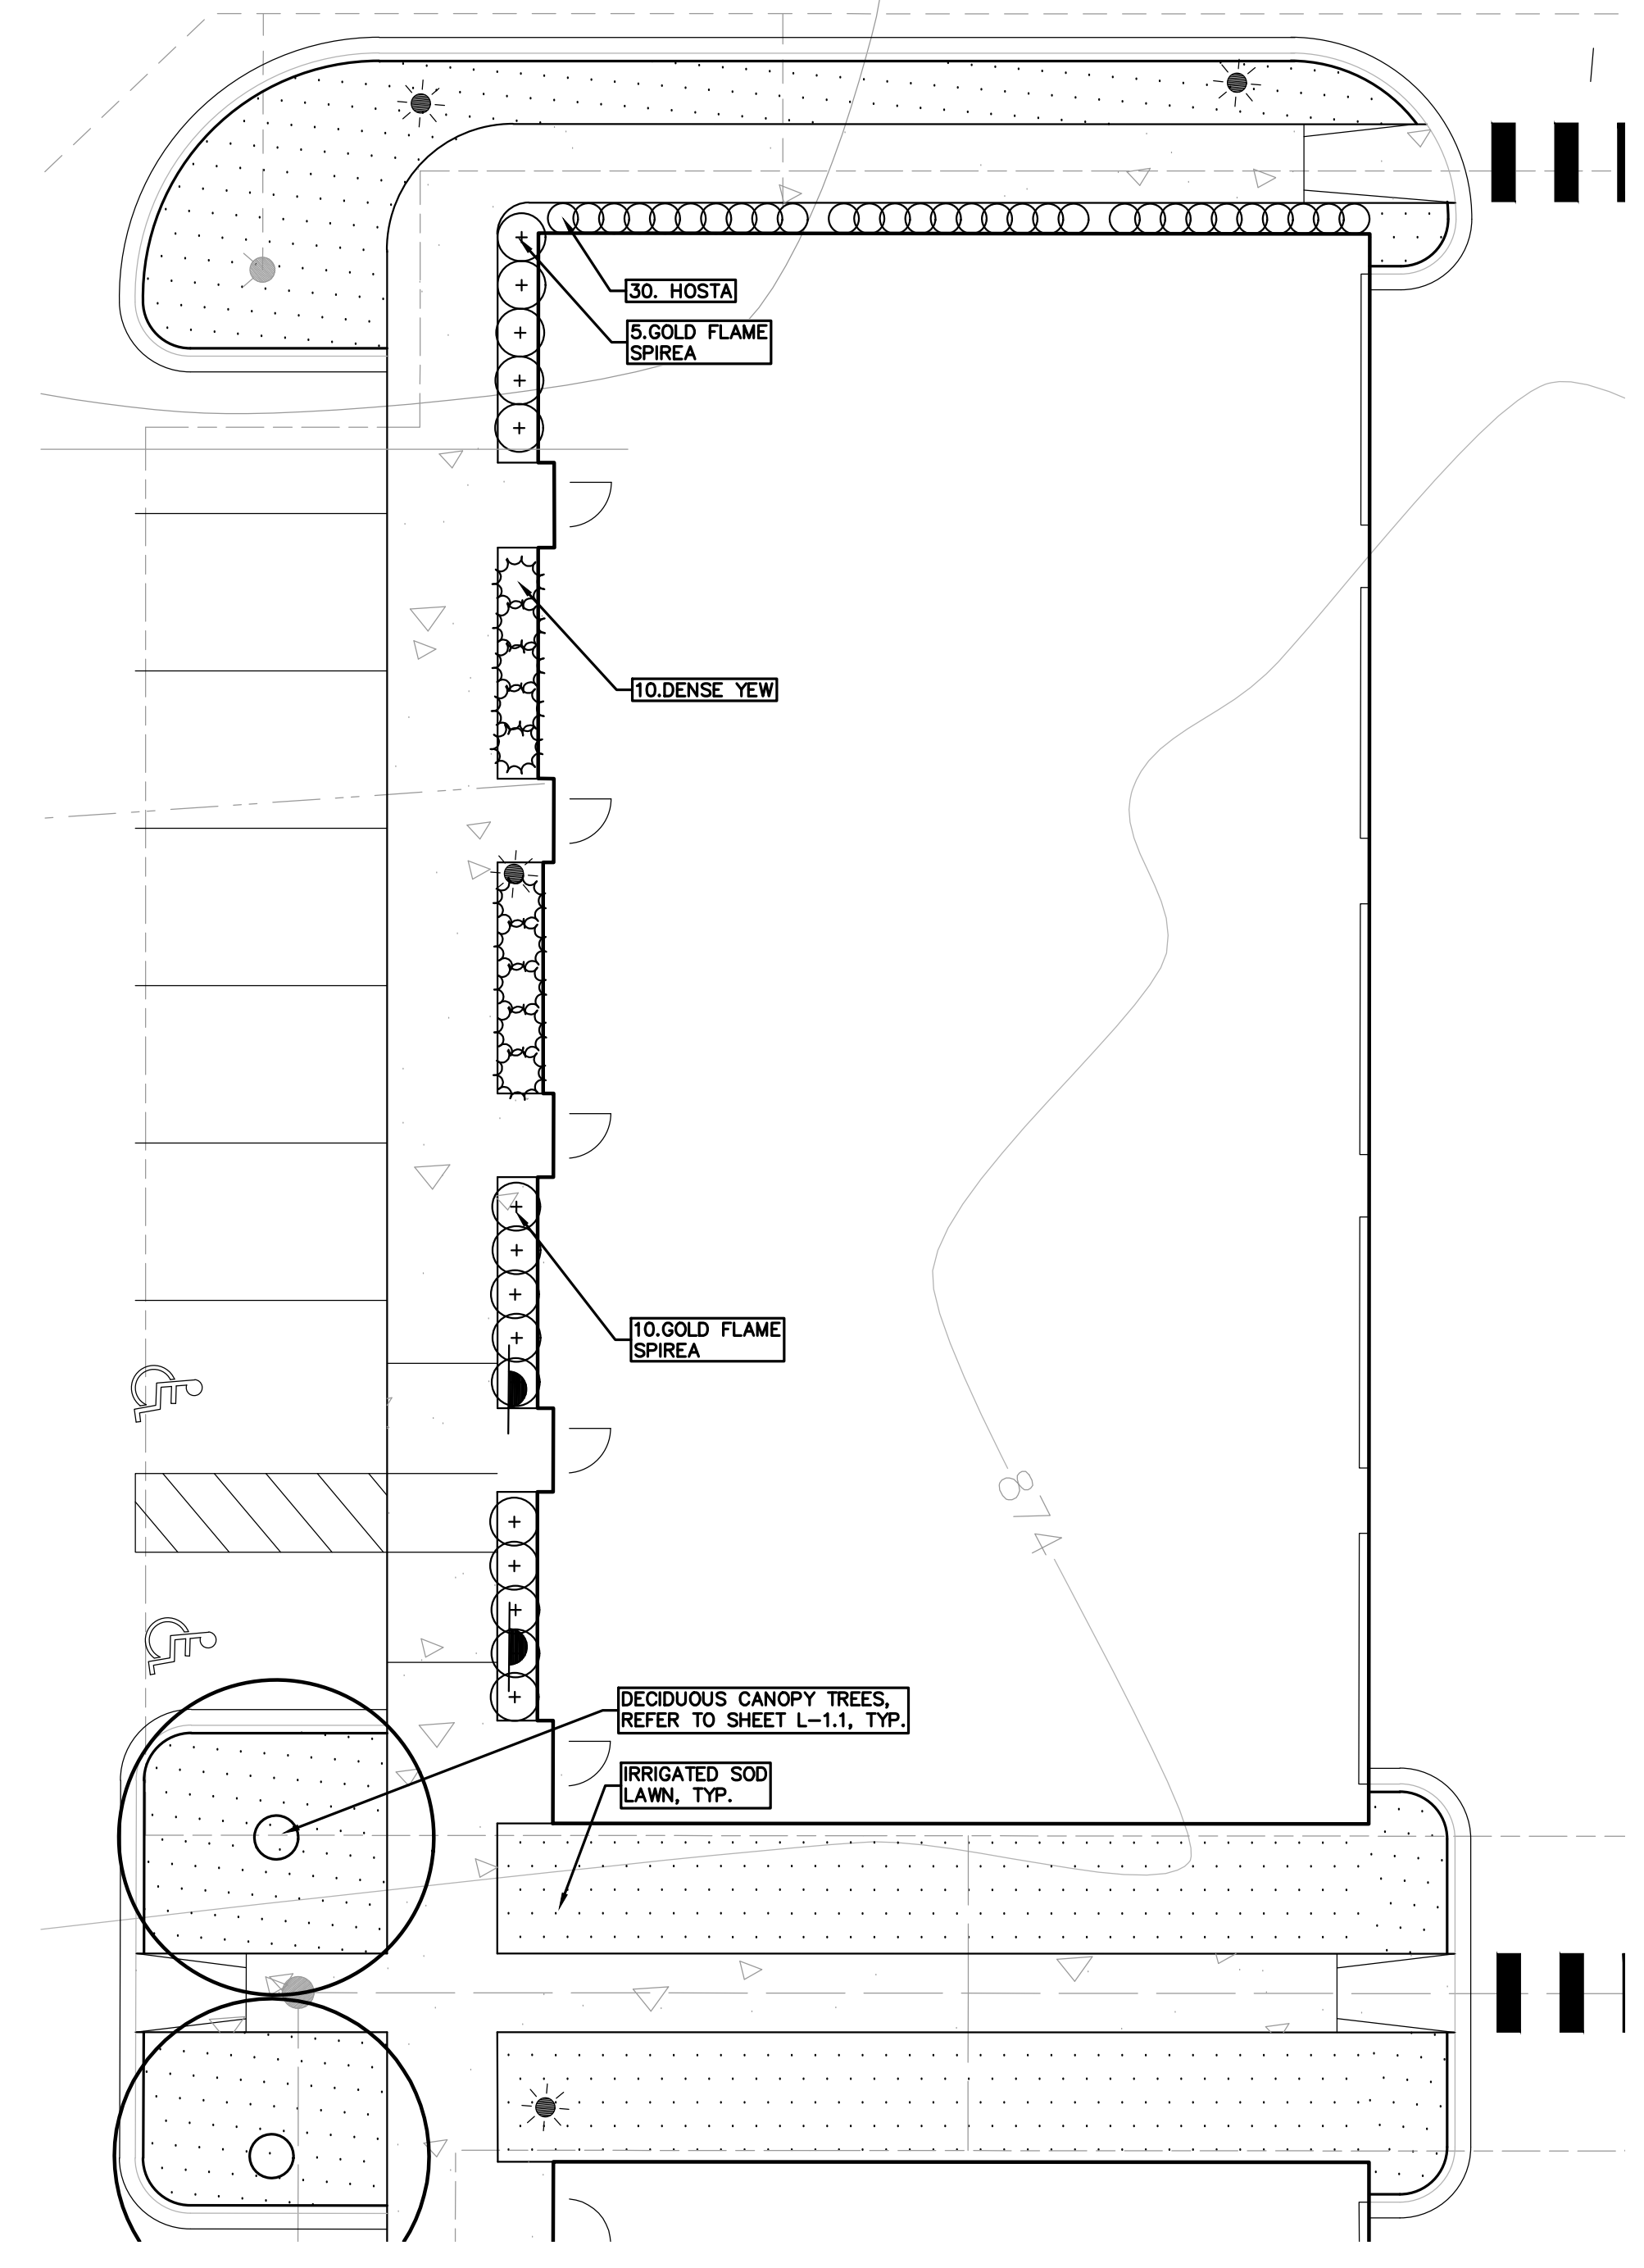 30. HOSTA
5.GOLD FLAME
SPIREA
10.DENSE YEW
10.GOLD FLAME
SPIREA
874
DECIDUOUS CANOPY TREES,
REFER TO SHEET L-1.1, TYP.
IRRIGATED SOD
LAWN, TYP.